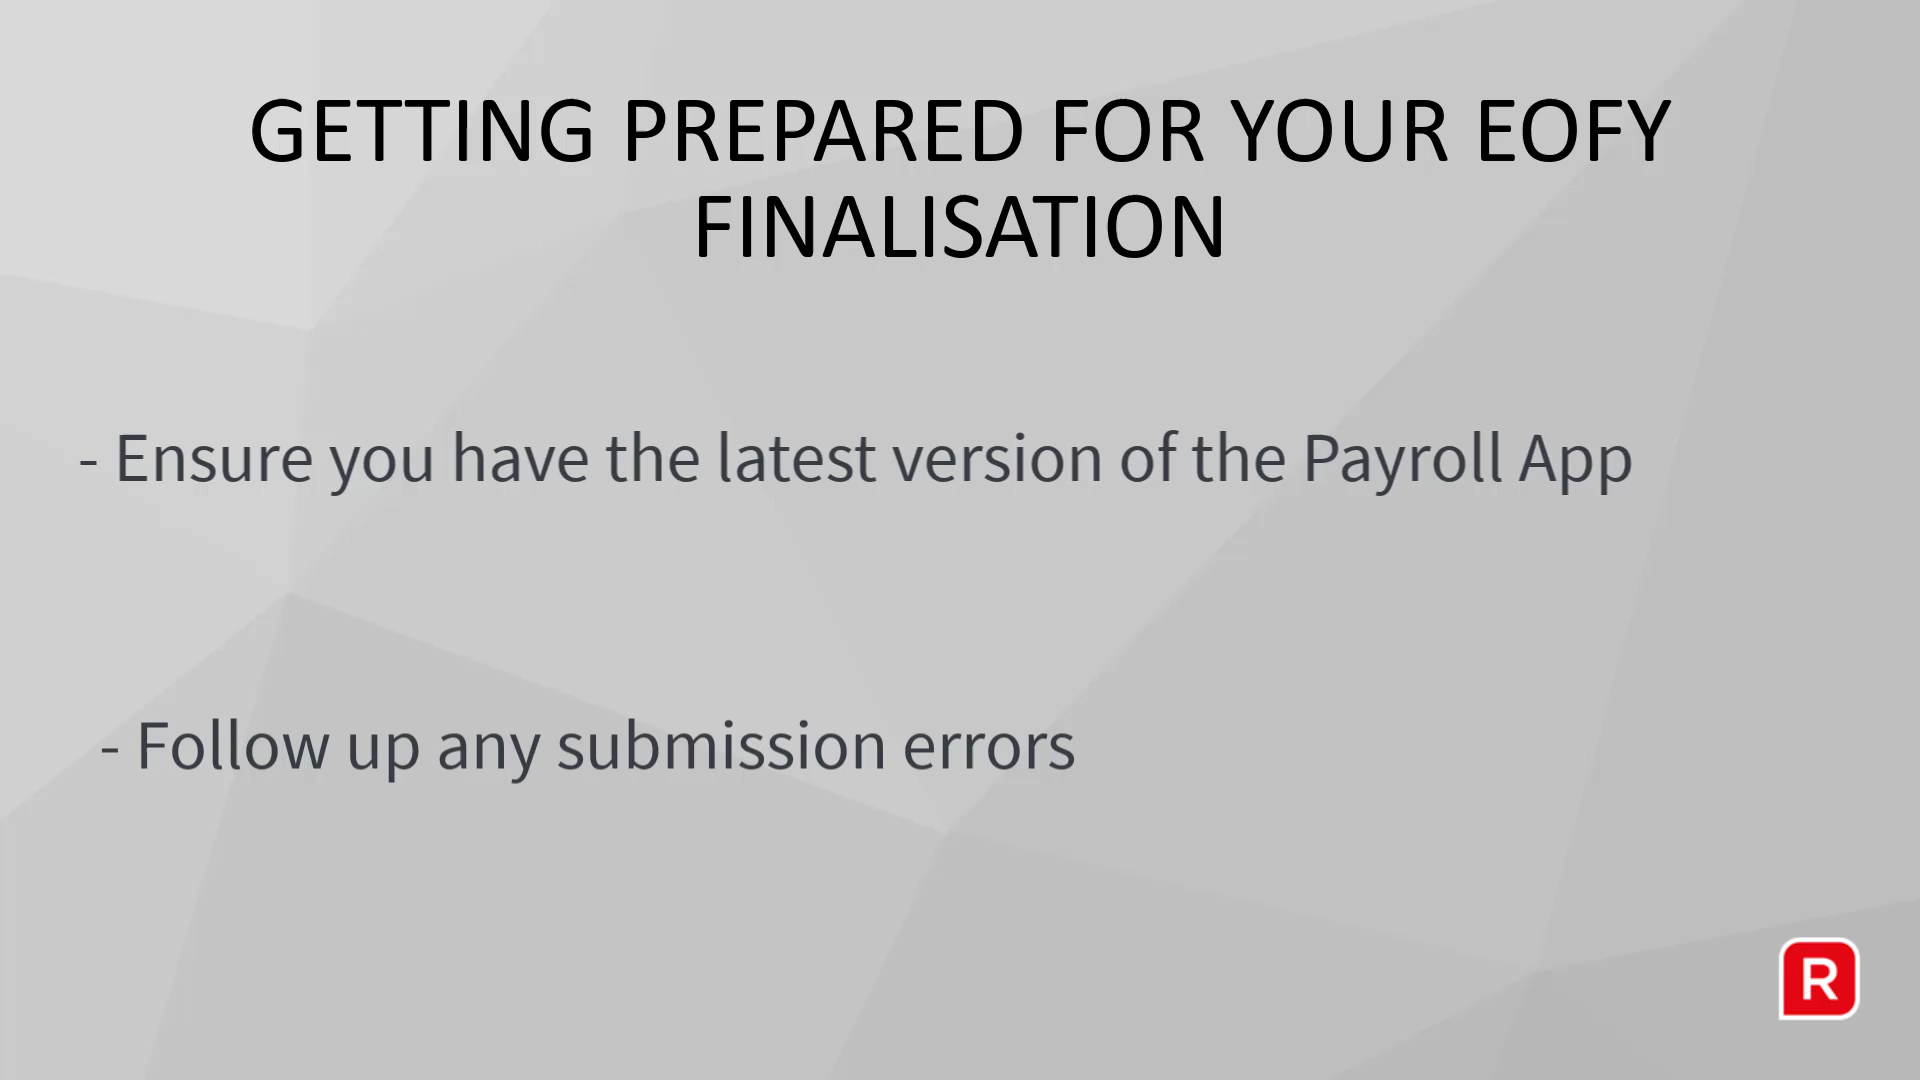 GETTING PREPARED FOR YOUR EOFY
FINALISATION
- Ensure you have the latest version of the Payroll App
- Follow up any submission errors
R